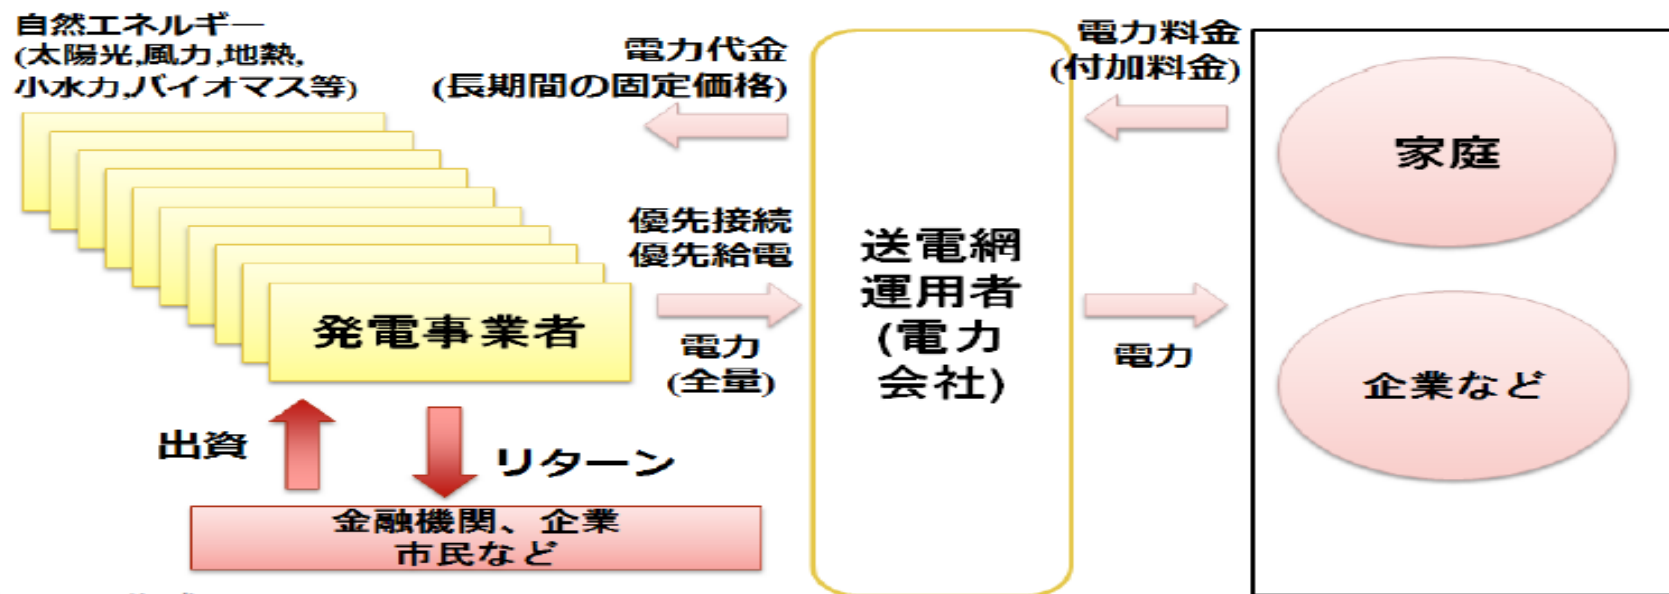 自然エネルギー
(太陽光,風力,地熱,
小水力,バイオマス等)
電力代金
(長期間の固定価格)
電力料金
(付加料金)
家庭
優先接続
優先給電
送電網
運用者
(電力
会社)
発電事業者
電力
(全量)
電力
企業など
出資
リターン
金融機関、企業
市民など